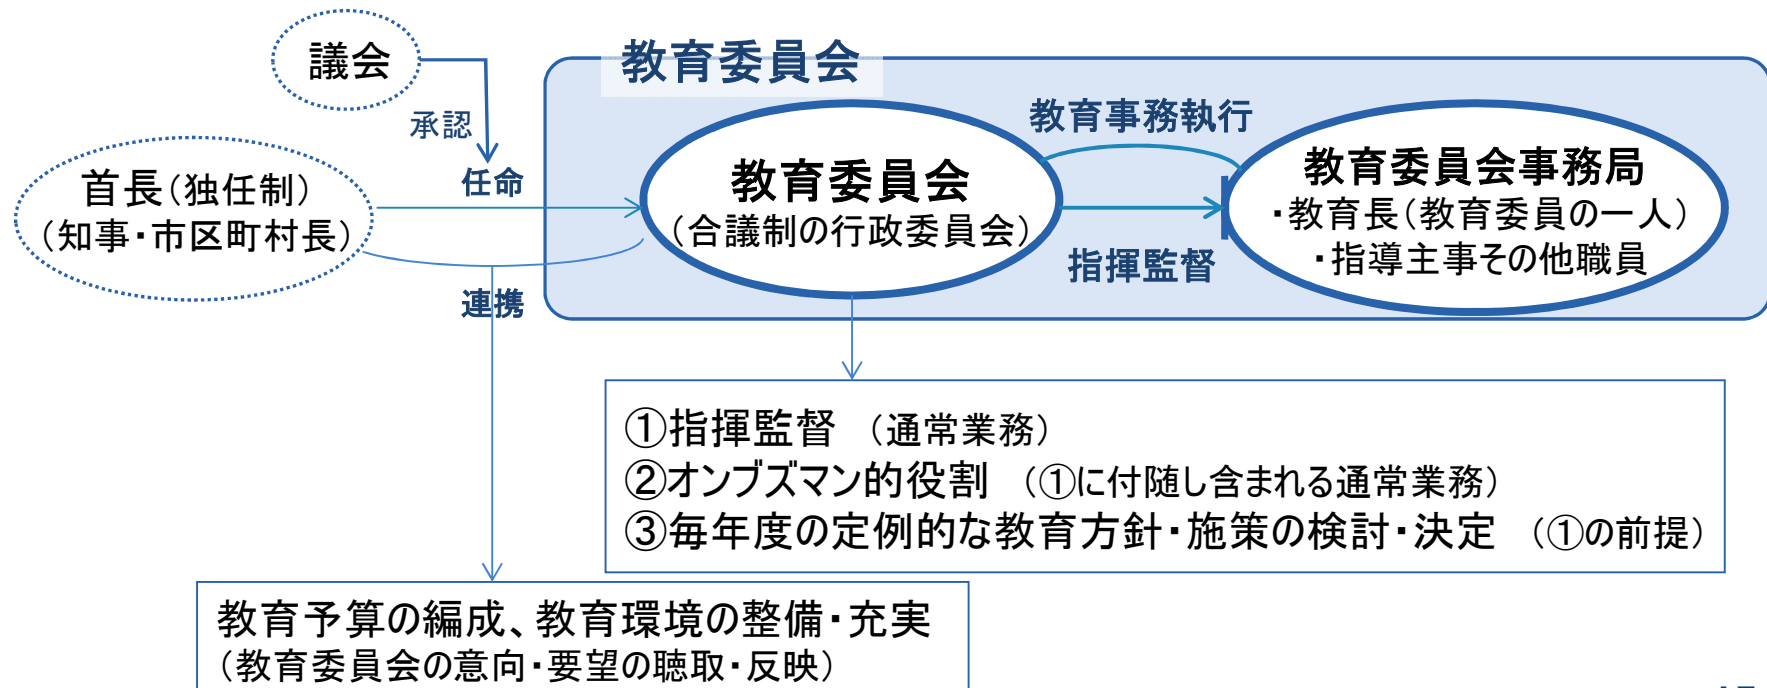 議会
承認
任命
首長（独任制）
（知事・市区町村長）
連携
教育委員会
教育委員会
（合議制の行政委員会）
教育事務執行
指揮監督
教育委員会事務局
・教育長（教育委員の一人）
・指導主事その他職員
①指揮監督　（通常業務）
②オンブズマン的役割　（①に付随し含まれる通常業務）
③毎年度の定例的な教育方針・施策の検討・決定　（①の前提）
教育予算の編成、教育環境の整備・充実
（教育委員会の意向・要望の聴取・反映）